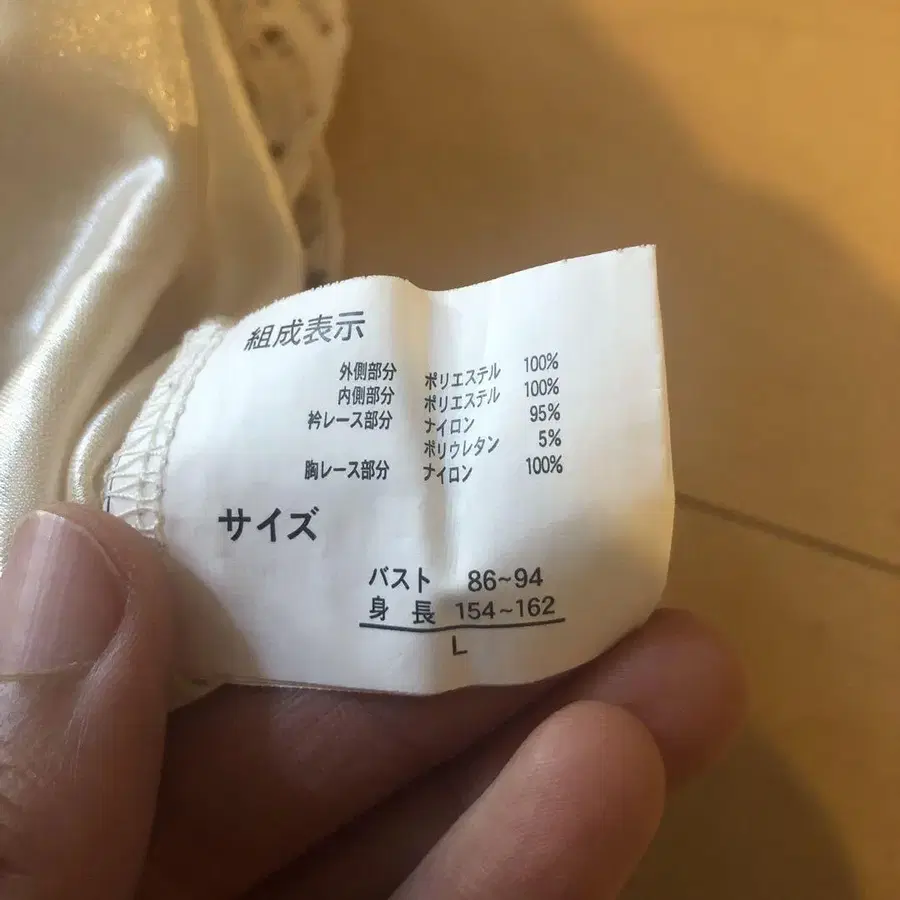 組成表示
外側部分 ポリエステル 100%
内側部分 ポリエステル 100%
衿レース部分 ナイロン 95%
ポリウレタン 5%
胸レース部分 ナイロン 100%
サイズ
バスト 86~94
身長 154~162
L